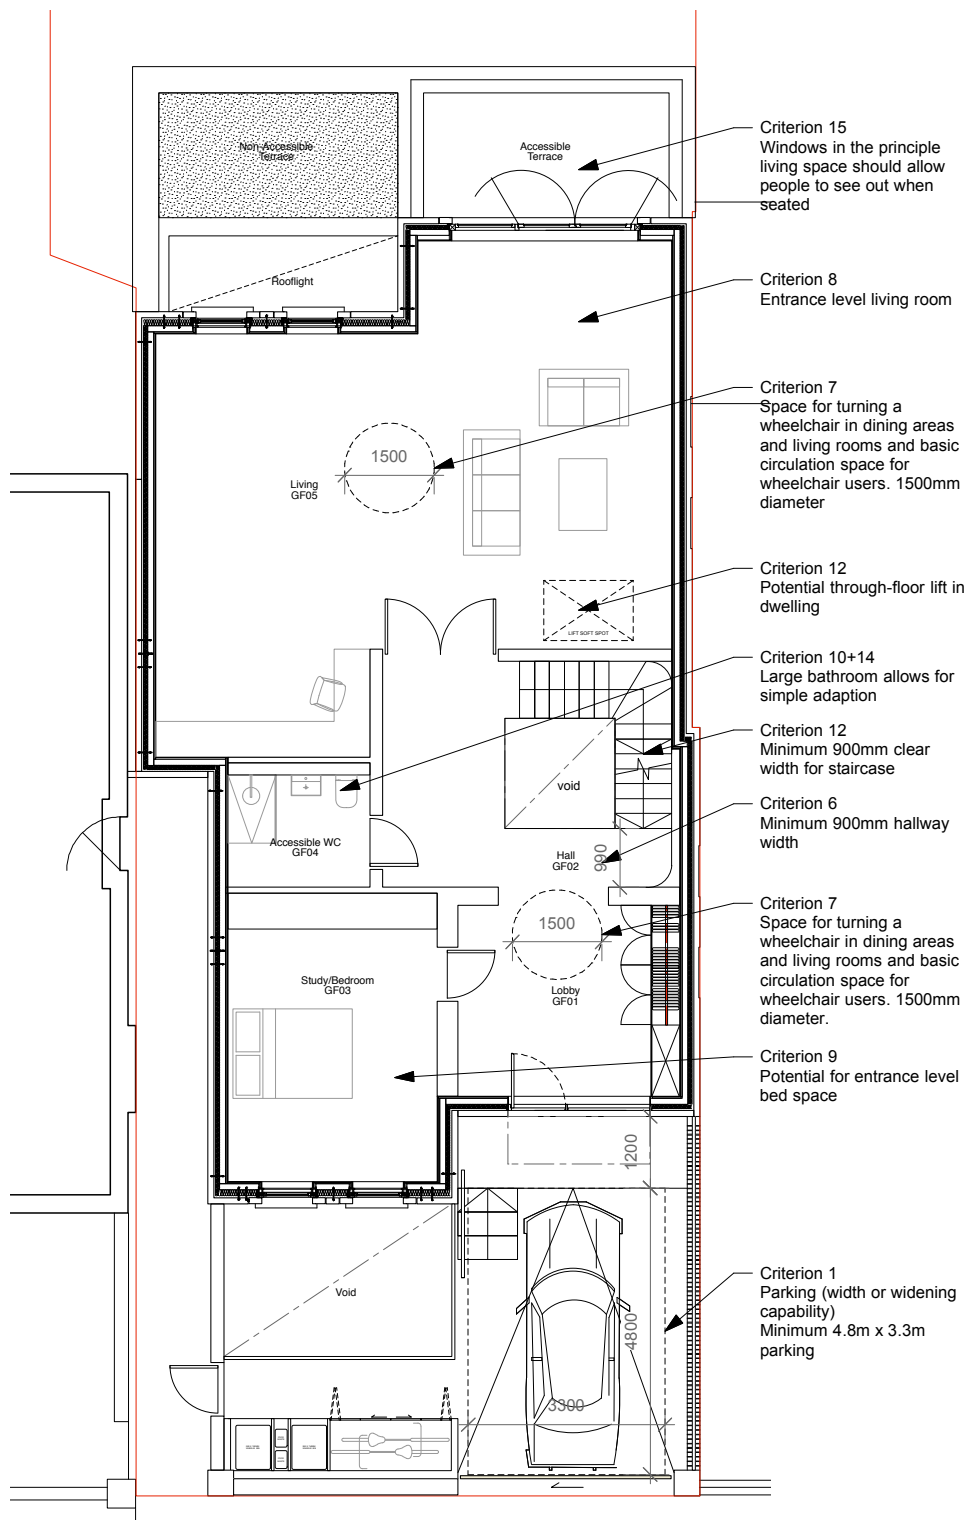 Non-Accessible
Terrace
Accessible
Terrace
Rooflight
Living
GF05
1500
LIFT SOFT SPOT
void
Accessible WC
GF04
Hall
GF02
990
1500
Lobby
GF01
Study/Bedroom
GF03
1200
Void
4800
3300
Criterion 15
Windows in the principle
living space should allow
people to see out when
seated
Criterion 8
Entrance level living room
Criterion 7
Space for turning a
wheelchair in dining areas
and living rooms and basic
circulation space for
wheelchair users. 1500mm
diameter
Criterion 12
Potential through-floor lift in
dwelling
Criterion 10+14
Large bathroom allows for
simple adaption
Criterion 12
Minimum 900mm clear
width for staircase
Criterion 6
Minimum 900mm hallway
width
Criterion 7
Space for turning a
wheelchair in dining areas
and living rooms and basic
circulation space for
wheelchair users. 1500mm
diameter.
Criterion 9
Potential for entrance level
bed space
Criterion 1
Parking (width or widening
capability)
Minimum 4.8m x 3.3m
parking